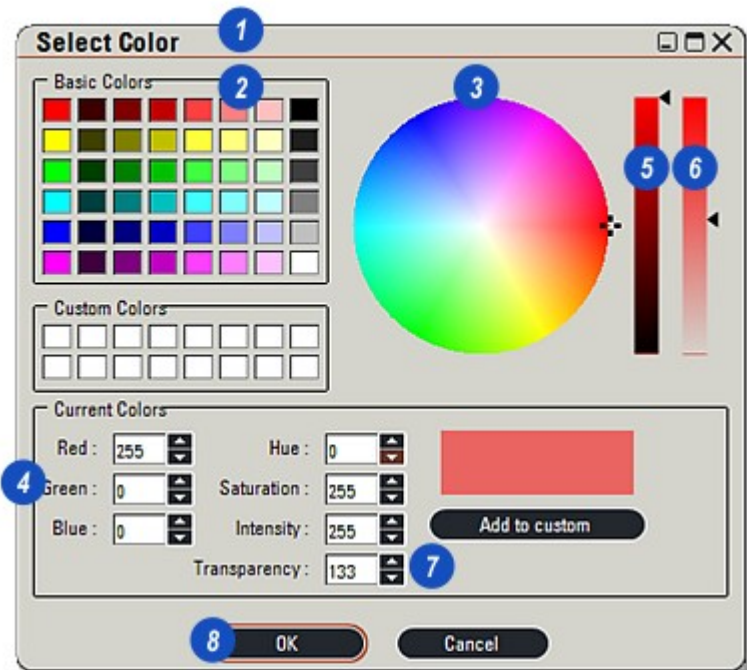 Select Color 1
Basic Colors 2
3
5 6
Custom Colors
Current Colors
Red : 255 Hue : 0
4 Green : 0 Saturation : 255
Blue : 0 Intensity : 255 Add to custom
Transparency : 133 7
8 OK Cancel